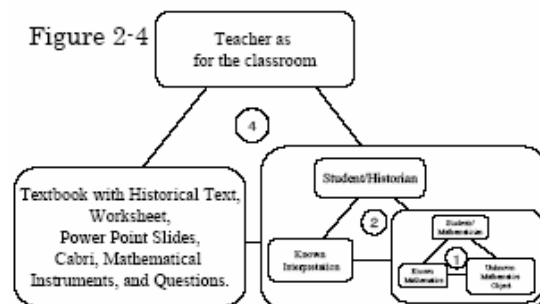 Figure 2-4
Teacher as
for the classroom
4
Textbook with Historical Text,
Worksheet,
Power Point Slides,
Cabri, Mathematical
Instruments, and Questions.
Student/Historian
2
Known
Interpretation
Student/
Mathematician
1
Known
Mathematics
Unknown
Mathematics
Object